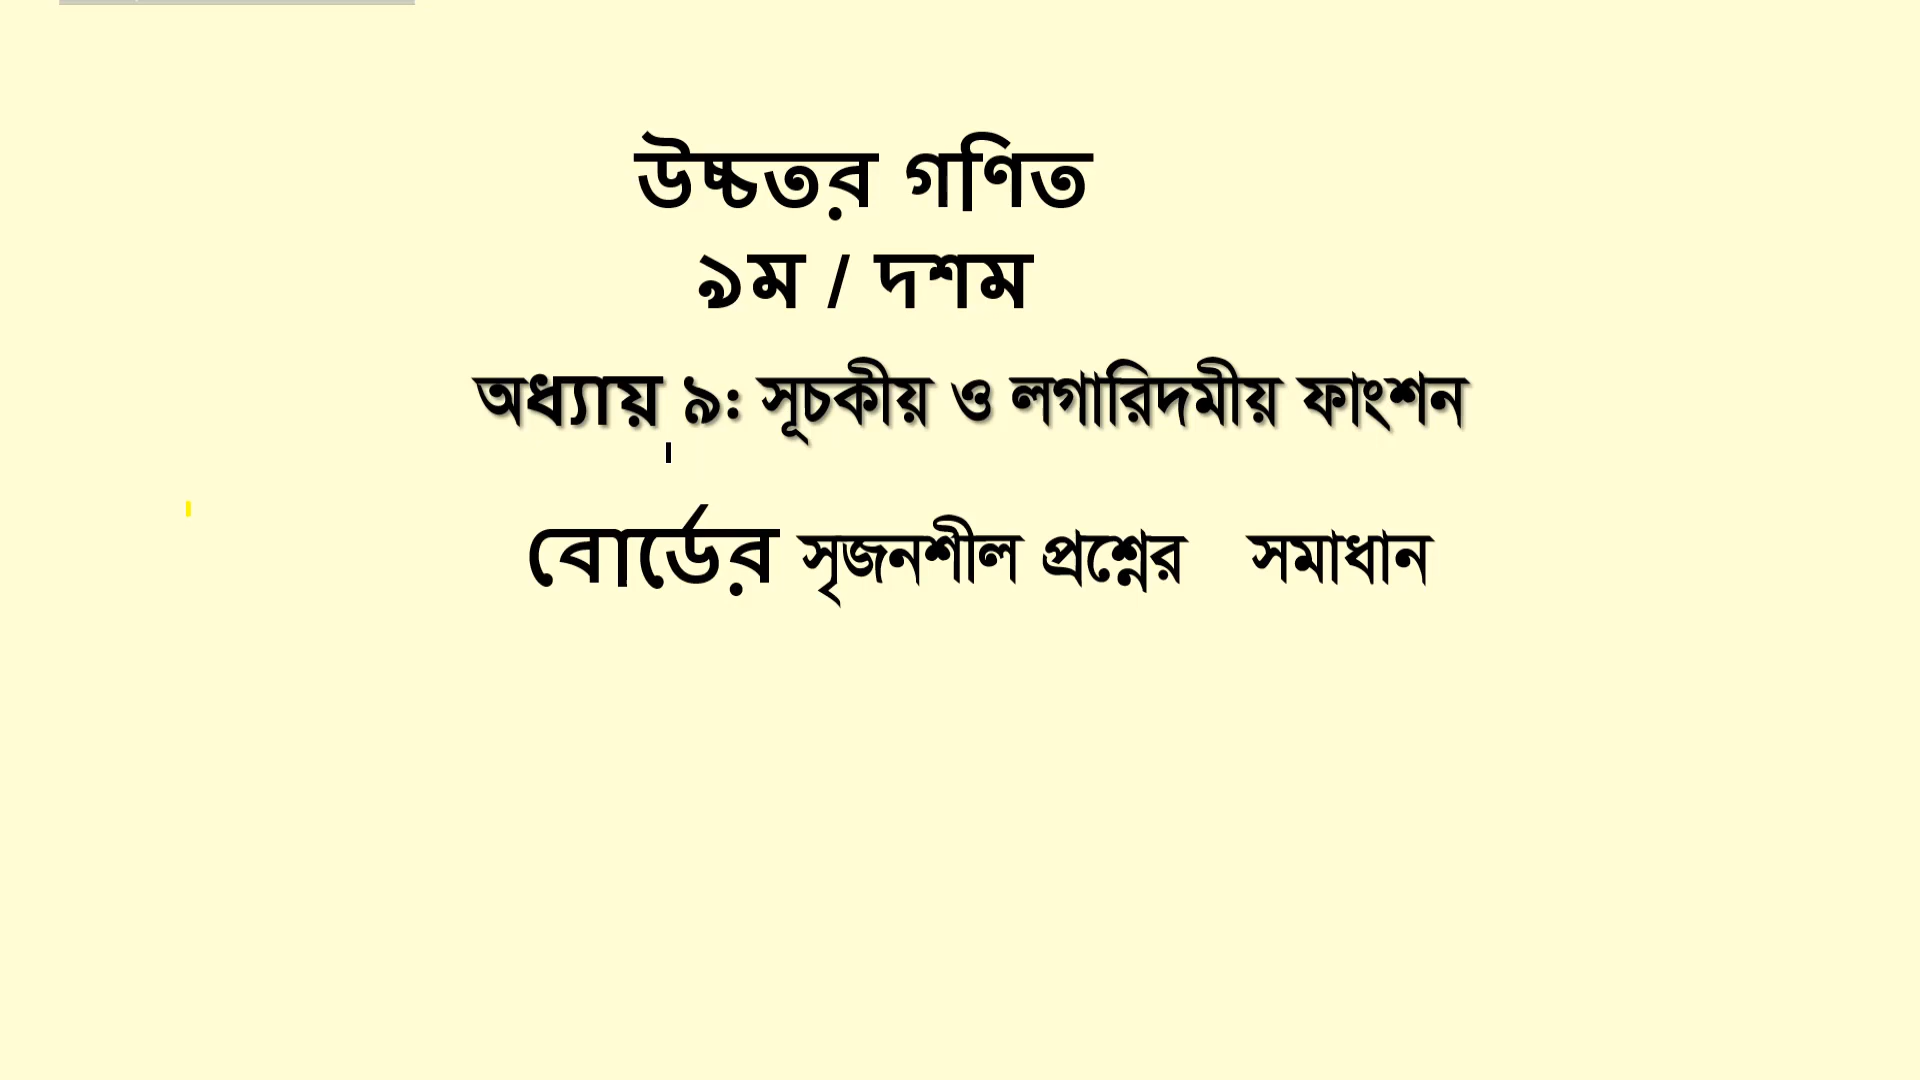 উচ্চতর গণিত
৯ম / দশম
অধ্যায় ৯ঃ সূচকীয় ও লগারিদমীয় ফাংশন
বোর্ডের সৃজনশীল প্রশ্নের সমাধান